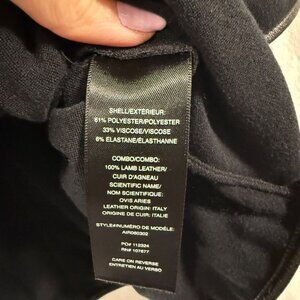 SHELL/EXTÉRIEUR:
61% POLYESTER/POLYESTER
33% VISCOSE/VISCOSE
6% ELASTANE/ÉLASTHANNE
COMBO/COMBO:
100% LAMB LEATHER/
CUIR D'AGNEAU
SCIENTIFIC NAME/
NOM SCIENTIFIQUE:
OVIS ARIES
LEATHER ORIGIN: ITALY
ORIGINE DE CUIR: ITALIE
STYLE#/NUMÉRO DE MODÈLE:
AIR060302
PO# 112334
RN# 107677
CARE ON REVERSE
ENTRETIEN AU VERSO